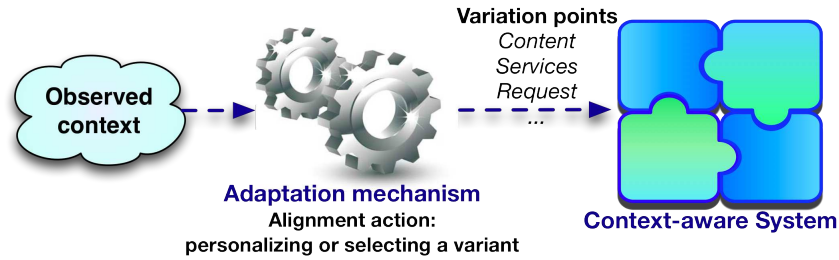 Observed
context
Adaptation mechanism
Alignment action:
personalizing or selecting a variant
Variation points
Content
Services
Request
...
Context-aware System